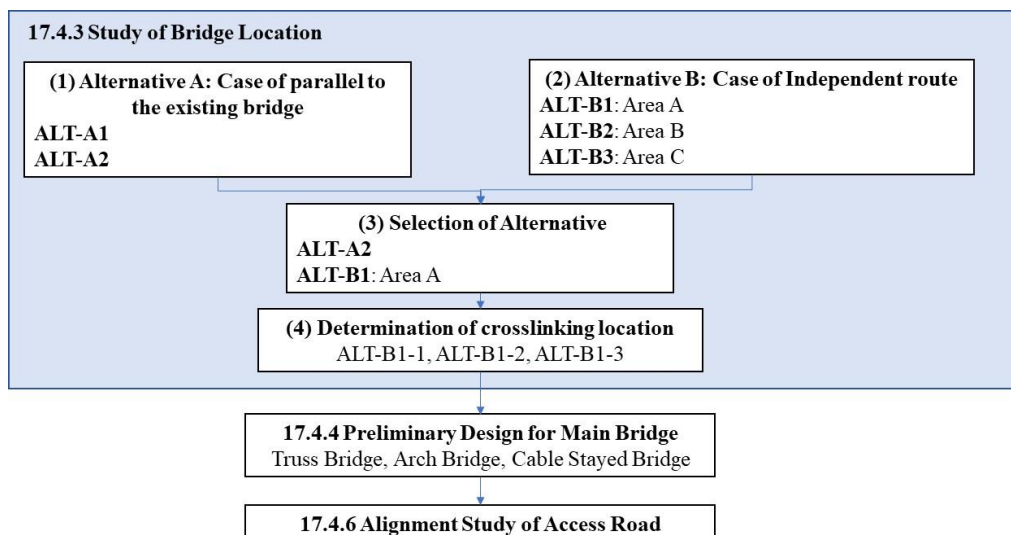 17.4.3 Study of Bridge Location
(1) Alternative A: Case of parallel to
the existing bridge
ALT-A1
ALT-A2
(2) Alternative B: Case of Independent route
ALT-B1: Area A
ALT-B2: Area B
ALT-B3: Area C
(3) Selection of Alternative
ALT-A2
ALT-B1: Area A
(4) Determination of crosslinking location
ALT-B1-1, ALT-B1-2, ALT-B1-3
17.4.4 Preliminary Design for Main Bridge
Truss Bridge, Arch Bridge, Cable Stayed Bridge
17.4.6 Alignment Study of Access Road